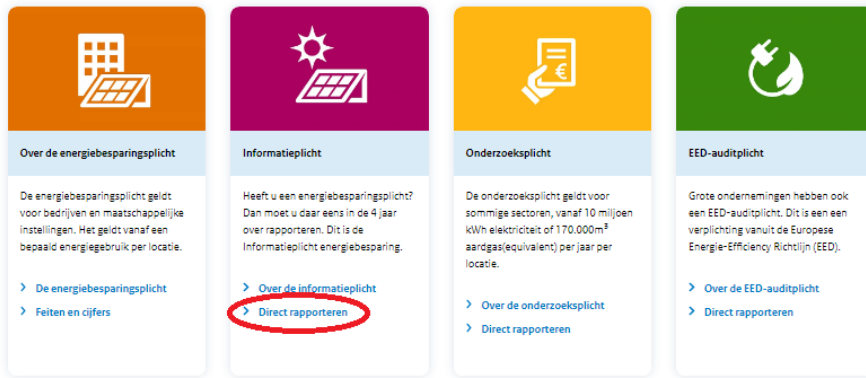 Over de energiebesparingsplicht
De energiebesparingsplicht geldt
voor bedrijven en maatschappelijke
instellingen. Het geldt vanaf een
bepaald energiegebruik per locatie.
De energiebesparingsplicht
Feiten en cijfers
Informatieplicht
Heeft u een energiebesparingsplicht?
Dan moet u daar eens in de 4 jaar
over rapporteren. Dit is de
Informatieplicht energiebesparing.
Over de informatieplicht
Direct rapporteren
Onderzoeksplicht
De onderzoeksplicht geldt voor
sommige sectoren, vanaf 10 miljoen
kWh elektriciteit of 170.000m³
aardgas(equivalent) per jaar per
locatie.
Over de onderzoeksplicht
Direct rapporteren
EED-auditplicht
Grote ondernemingen hebben ook
een EED-auditplicht. Dit is een een
verplichting vanuit de Europese
Energie-Efficiency Richtlijn (EED).
Over de EED-auditplicht
Direct rapporteren